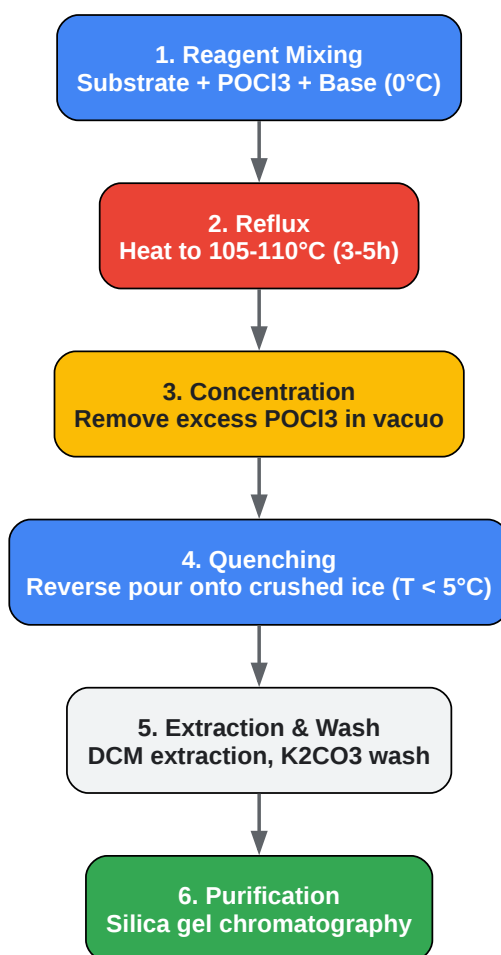 1. Reagent Mixing
Substrate + POCl3 + Base (0°C)
2. Reflux
Heat to 105-110°C (3-5h)
3. Concentration
Remove excess POCl3 in vacuo
4. Quenching
Reverse pour onto crushed ice (T < 5°C)
5. Extraction & Wash
DCM extraction, K2CO3 wash
6. Purification
Silica gel chromatography